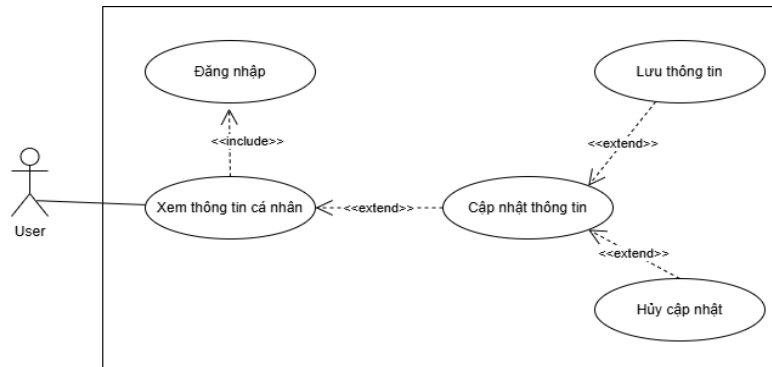 Đăng nhập
Lưu thông tin
<<include>>
<<extend>>
User
Xem thông tin cá nhân
<<extend>>
Cập nhật thông tin
<<extend>>
Hủy cập nhật